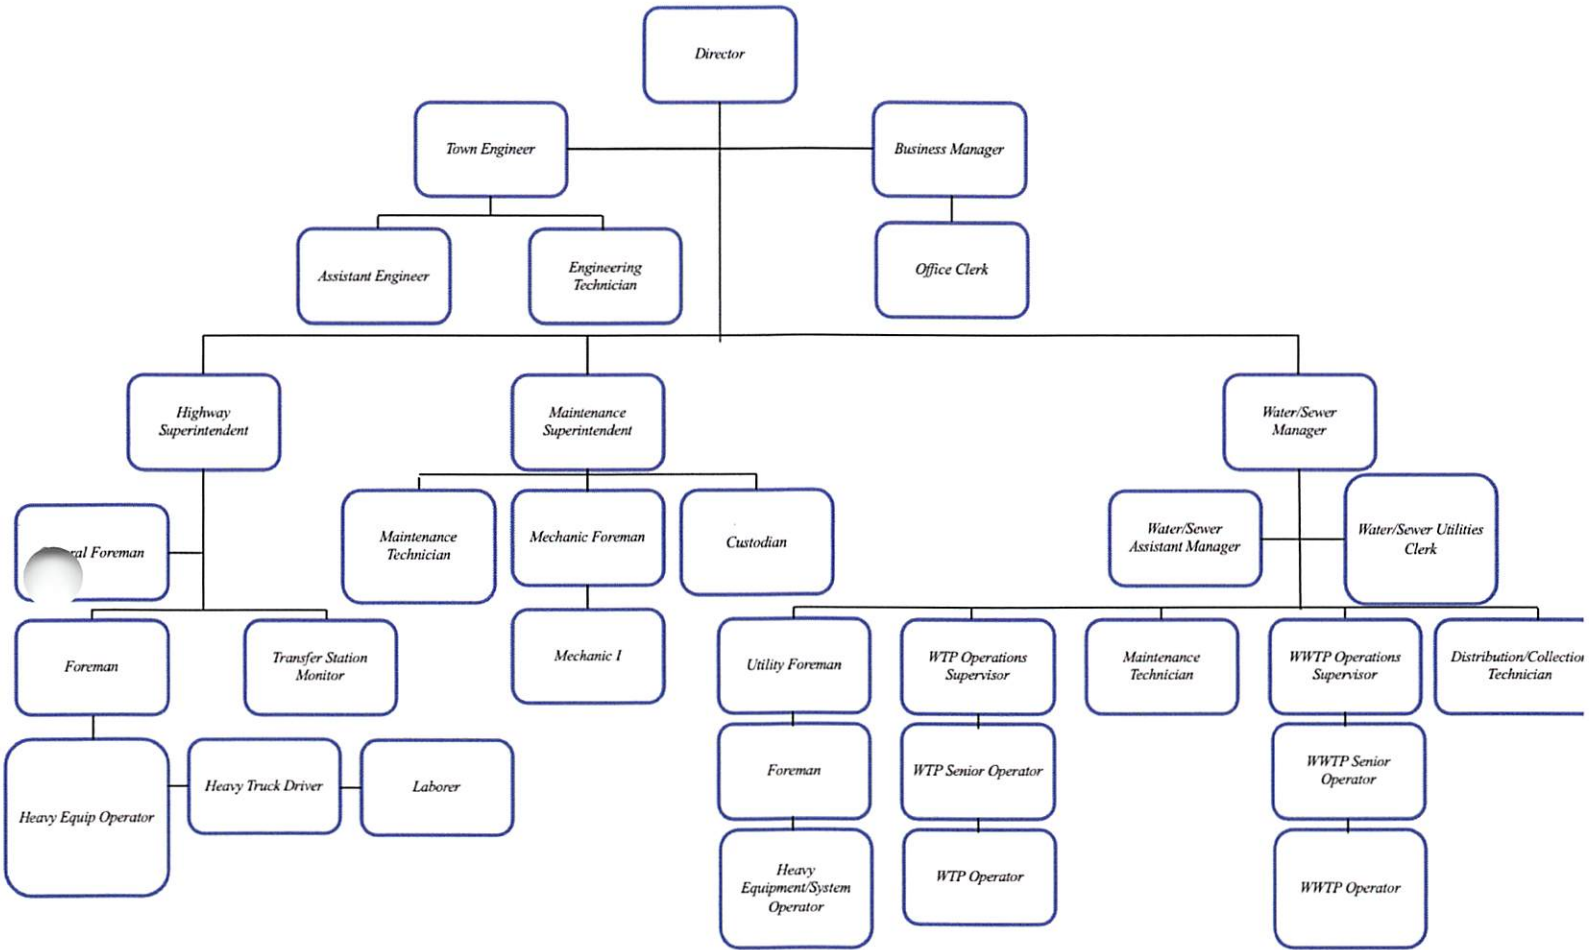 Director
Town Engineer
Business Manager
Assistant Engineer
Engineering
Technician
Office Clerk
Highway
Superintendent
Maintenance
Superintendent
Water/Sewer
Manager
Foreman
Maintenance
Technician
Mechanic Foreman
Custodian
Water/Sewer
Assistant Manager
Water/Sewer Utilities
Clerk
Foreman
Transfer Station
Monitor
Mechanic I
Utility Foreman
WTP Operations
Supervisor
Maintenance
Technician
WWTP Operations
Supervisor
Distribution/Collection
Technician
Heavy Equip Operator
Heavy Truck Driver
Laborer
Foreman
WTP Senior Operator
WWTP Senior
Operator
Heavy
Equipment/System
Operator
WTP Operator
WWTP Operator